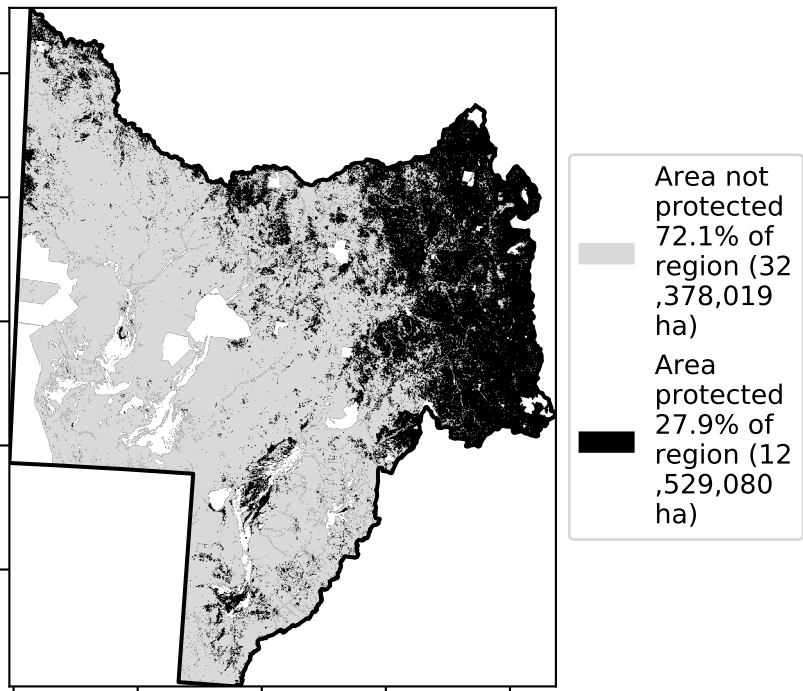 Area not
protected
72.1% of
region (32
,378,019
ha)
Area
protected
27.9% of
region (12
,529,080
ha)